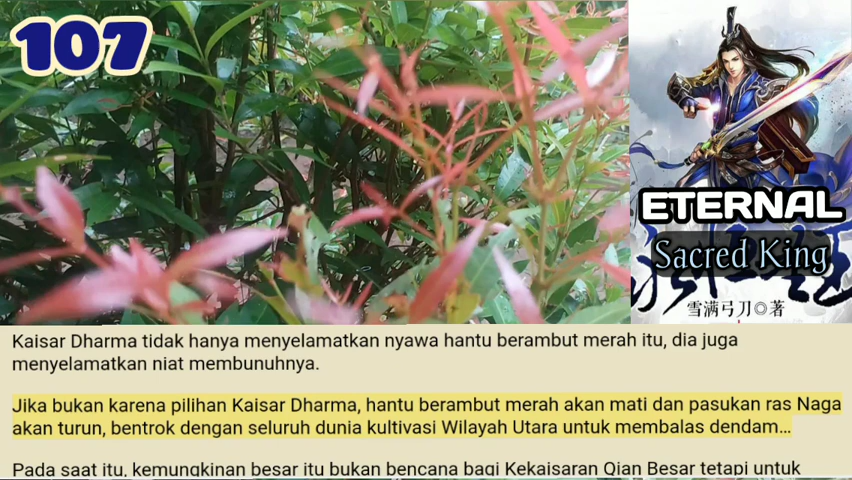 107
ETERNAL
Sacred King
雪满弓刀◎著
Kaisar Dharma tidak hanya menyelamatkan nyawa hantu berambut merah itu, dia juga
menyelamatkan niat membunuhnya.
Jika bukan karena pilihan Kaisar Dharma, hantu berambut merah akan mati dan pasukan ras Naga
akan turun, bentrok dengan seluruh dunia kultivasi Wilayah Utara untuk membalas dendam...
Pada saat itu, kemungkinan besar itu bukan bencana bagi Kekaisaran Qian Besar tetapi untuk